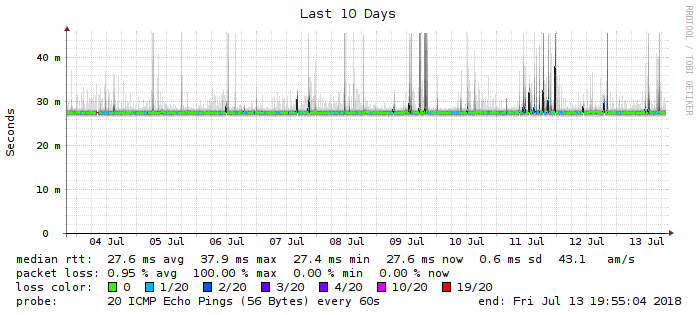 Last 10 Days
RRDTOOL / TOBI OETIKER
Seconds
40 m
30 m
20 m
10 m
0
04 Jul 05 Jul 06 Jul 07 Jul 08 Jul 09 Jul 10 Jul 11 Jul 12 Jul 13 Jul
median rtt: 27.6 ms avg 37.9 ms max 27.4 ms min 27.6 ms now 0.6 ms sd 43.1 am/s
packet loss: 0.95 % avg 100.00 % max 0.00 % min 0.00 % now
loss color: 0 1/20 2/20 3/20 4/20 10/20 19/20
probe: 20 ICMP Echo Pings (56 Bytes) every 60s end: Fri Jul 13 19:55:04 2018